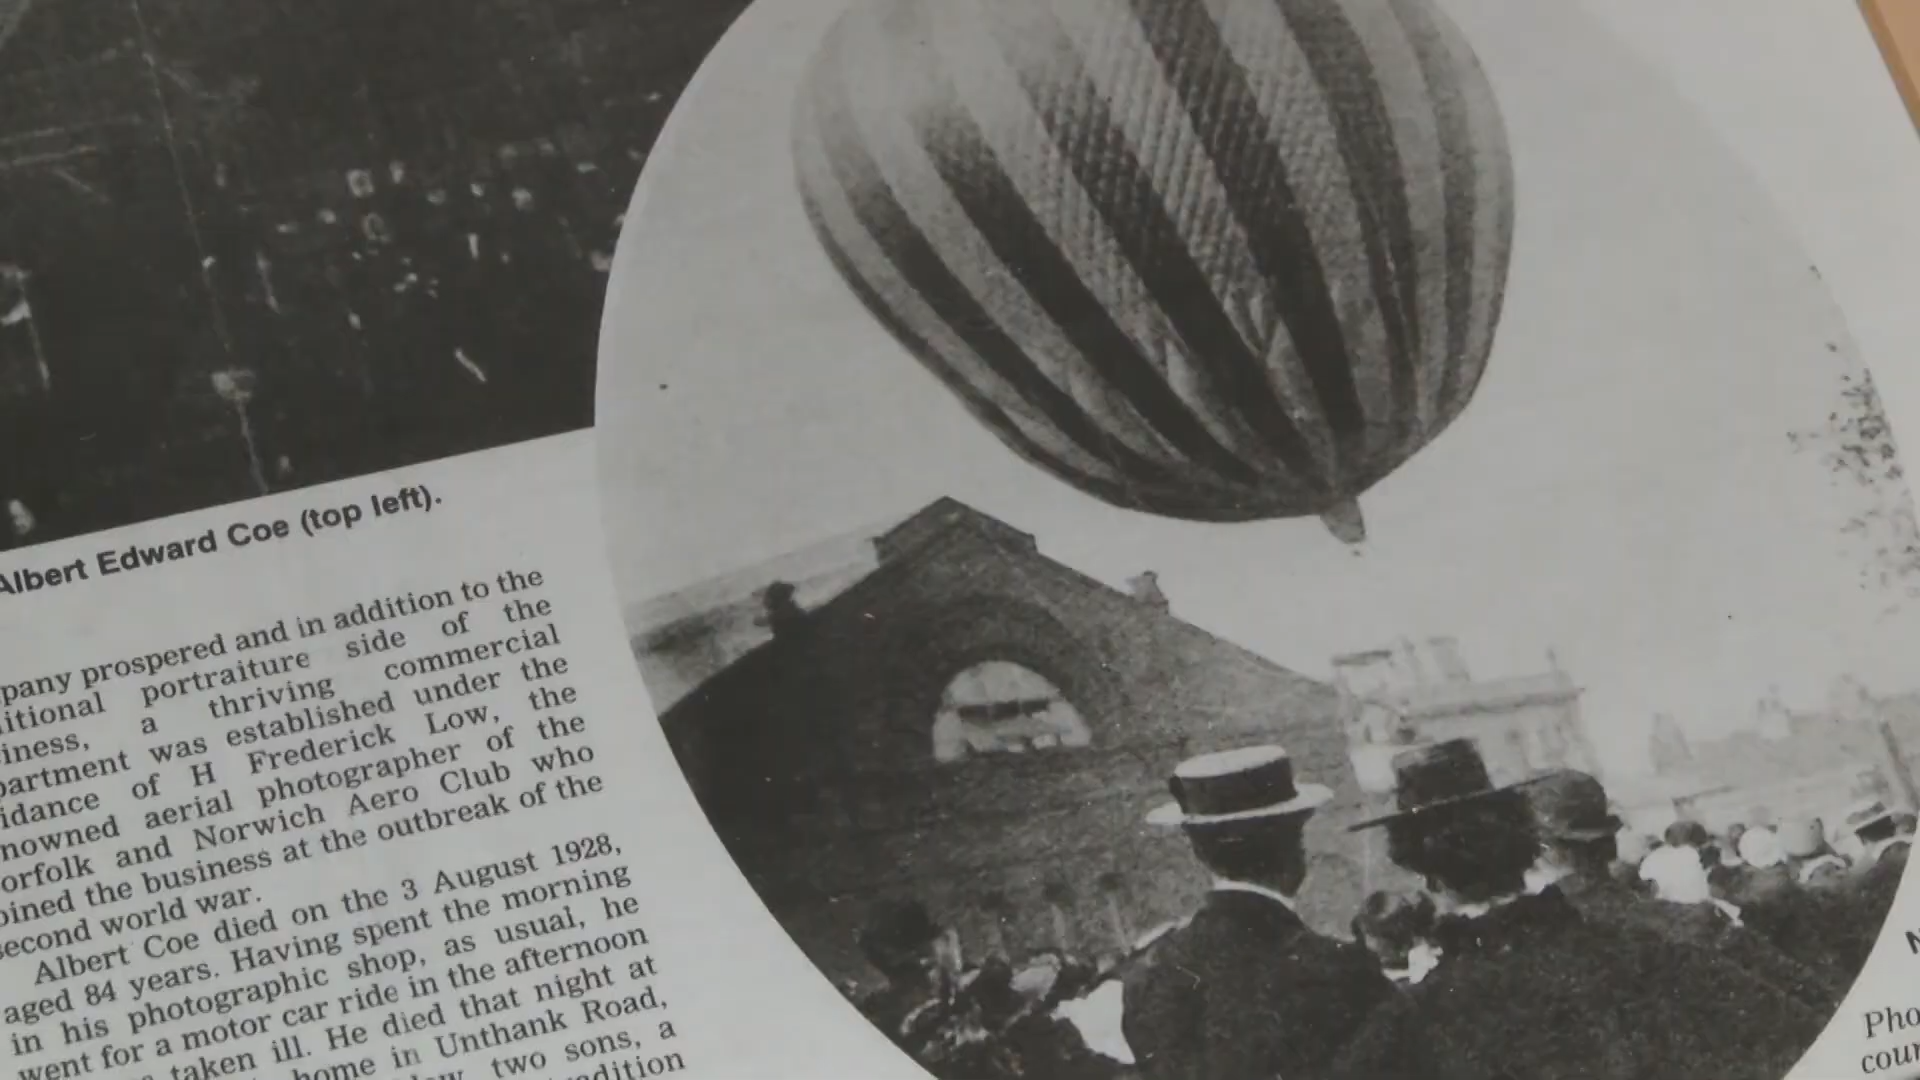 Albert Edward Coe (top left).
pany prospered and in addition to the
itional portraiture side of the
iness, a thriving commercial
partment was established under the
idance of H Frederick Low, the
nowned aerial photographer of the
orfolk and Norwich Aero Club who
oined the business at the outbreak of the
second world war.
Albert Coe died on the 3 August 1928,
aged 84 years. Having spent the morning
in his photographic shop, as usual, he
went for a motor car ride in the afternoon
taken ill. He died that night at
home in Unthank Road,
two sons, a
adition
N
Pho
cour